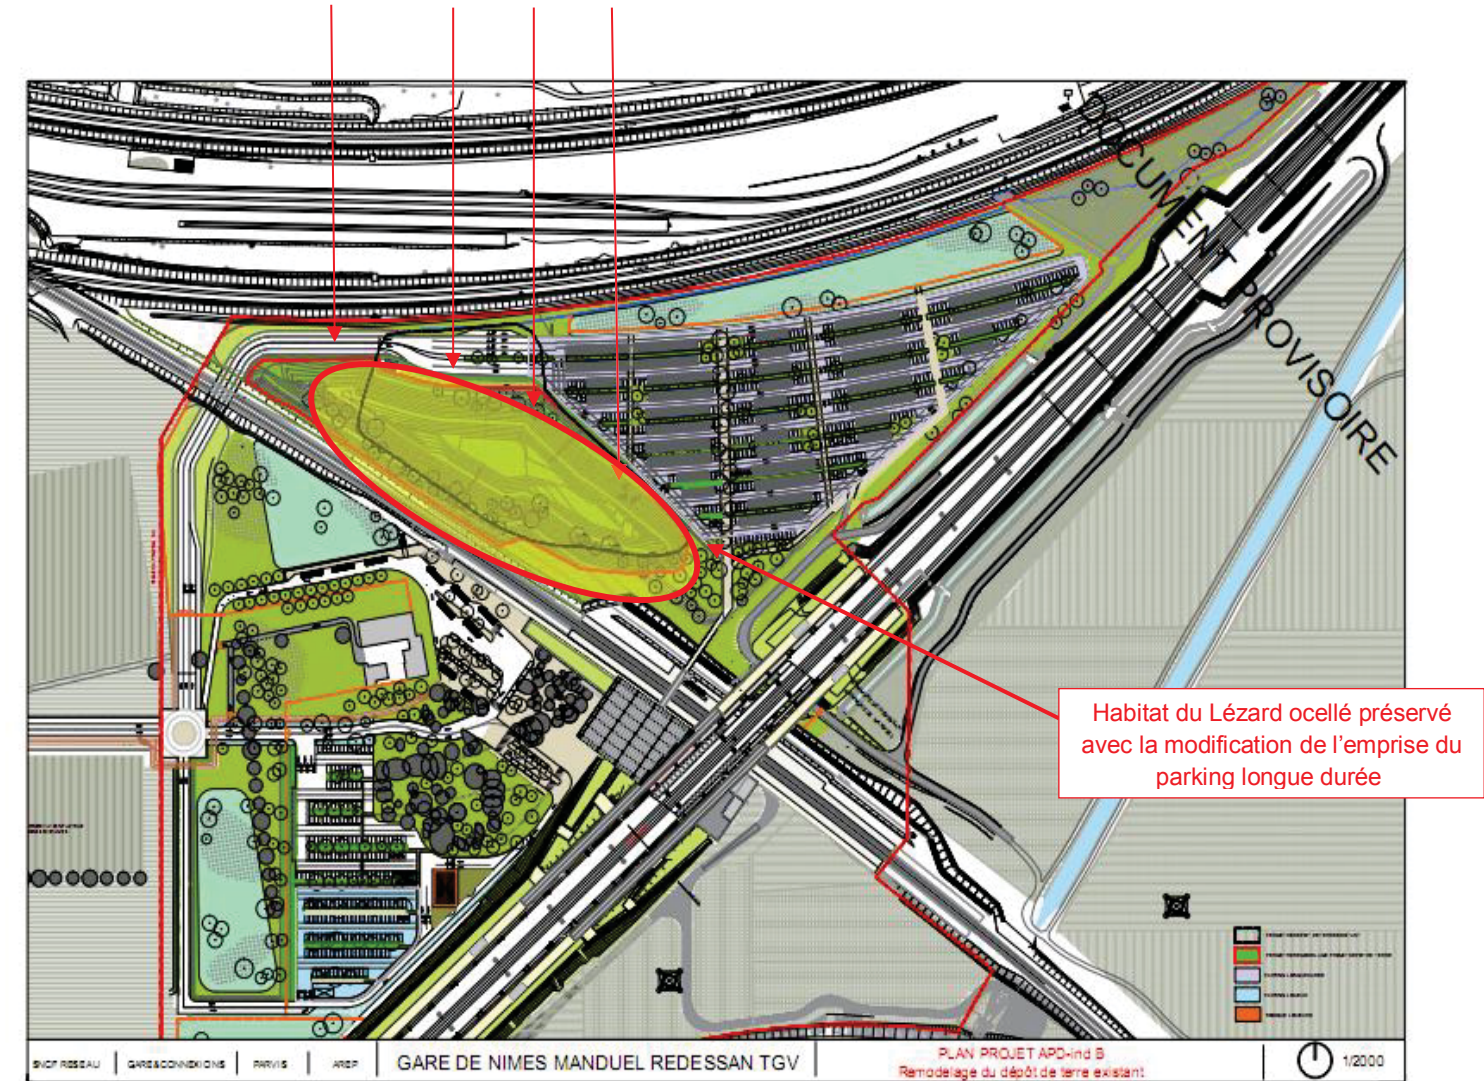 DOCUMENT PROVISOIRE
Habitat du Lézard ocellé préservé
avec la modification de l'emprise du
parking longue durée
SNCF RESEAU
GARE&CONNEXIONS
PARVIS
AREP
GARE DE NIMES MANDUEL REDESSAN TGV
PLAN PROJET APD-ind B
Remodelage du dépôt de terre existant
1/2000